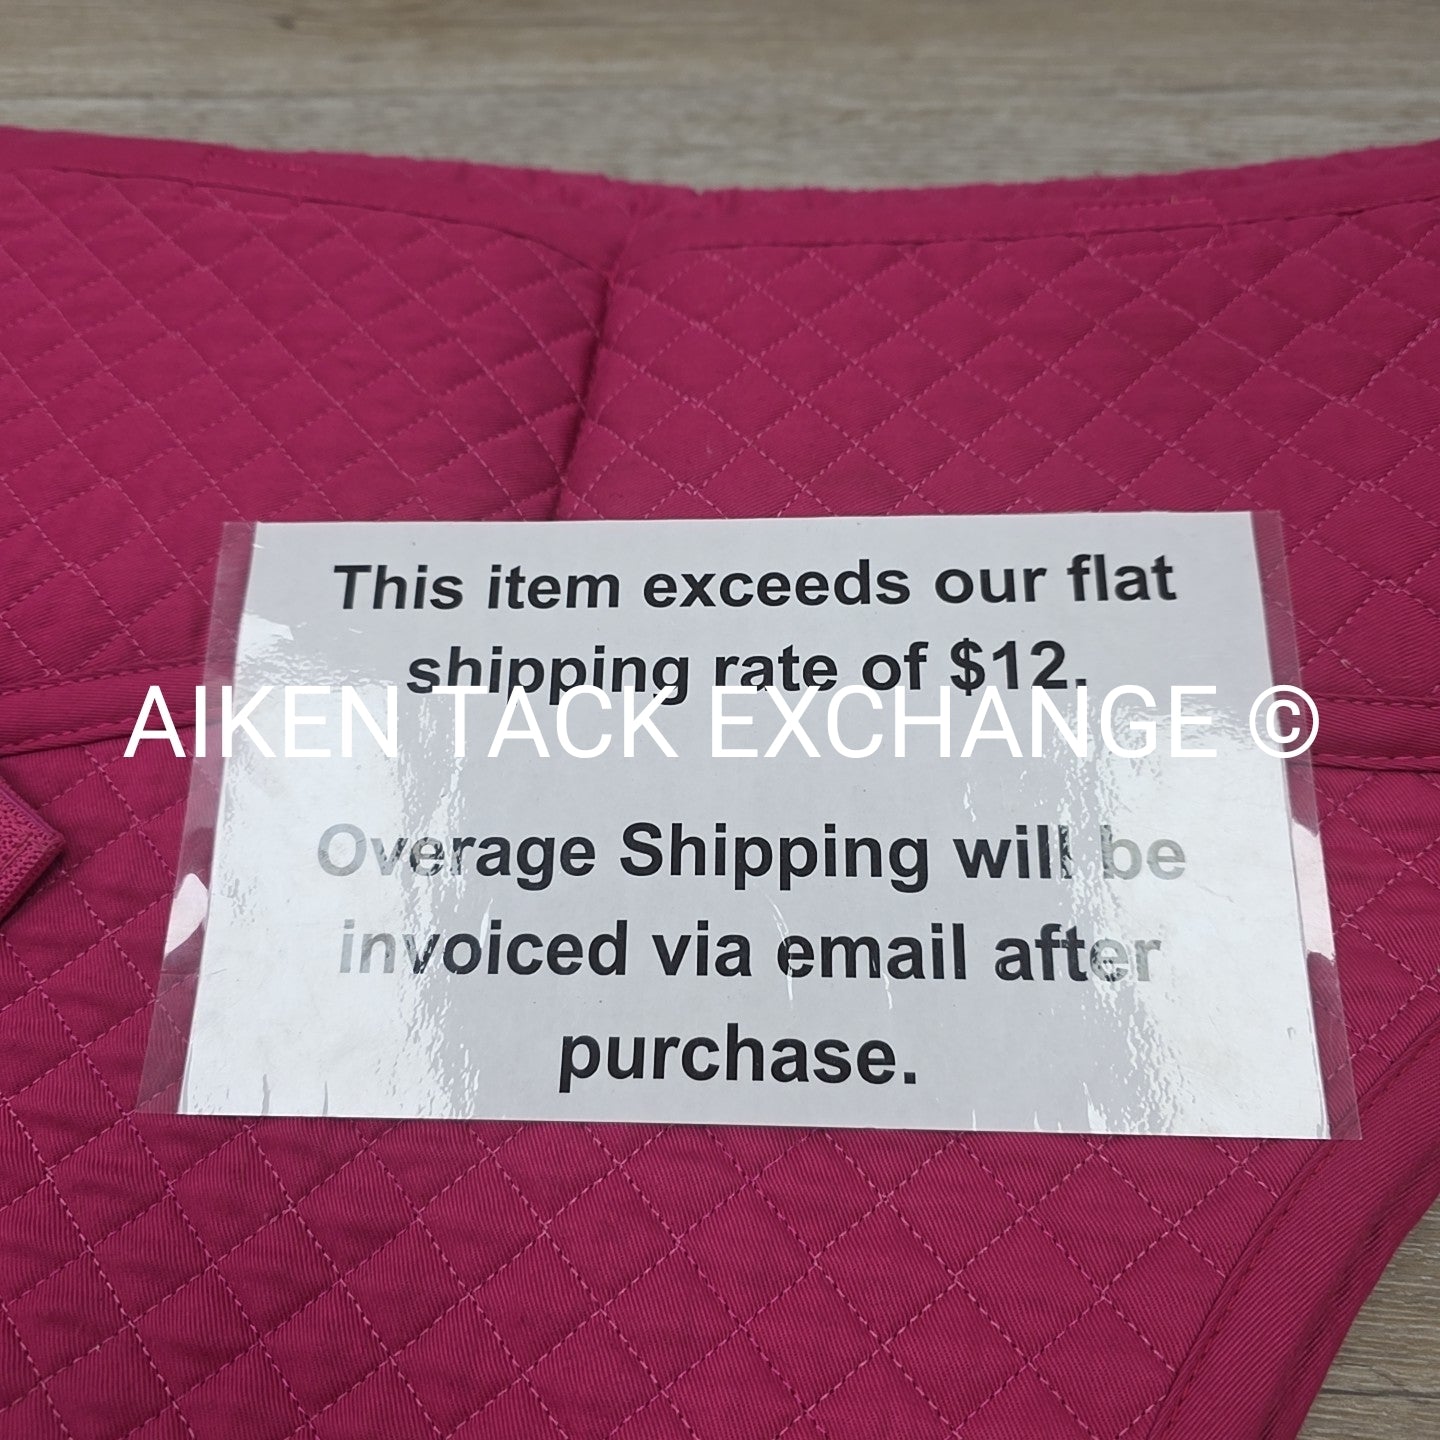 This item exceeds our flat
shipping rate of $12.
AIKEN TACK EXCHANGE ©
Overage Shipping will be
invoiced via email after
purchase.